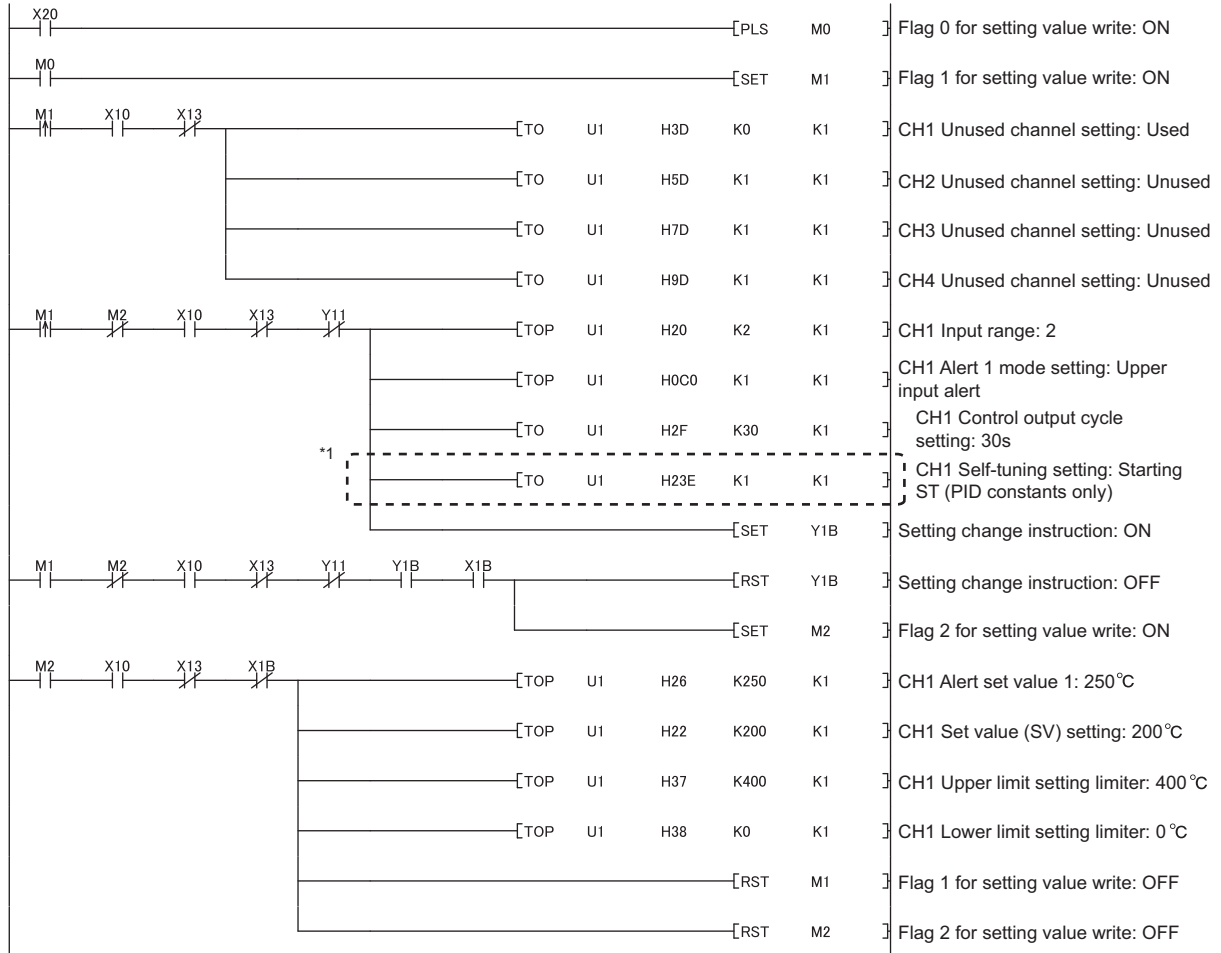 X20
[PLS M0 ] Flag 0 for setting value write: ON
M0
[SET M1 ] Flag 1 for setting value write: ON
M1 X10 X13
[TO U1 H3D K0 K1 ] CH1 Unused channel setting: Used
[TO U1 H5D K1 K1 ] CH2 Unused channel setting: Unused
[TO U1 H7D K1 K1 ] CH3 Unused channel setting: Unused
[TO U1 H9D K1 K1 ] CH4 Unused channel setting: Unused
M1 M2 X10 X13 Y11
[TOP U1 H20 K2 K1 ] CH1 Input range: 2
[TOP U1 H0C0 K1 K1 ] CH1 Alert 1 mode setting: Upper
input alert
[TO U1 H2F K30 K1 ] CH1 Control output cycle
setting: 30s
*1
[TO U1 H23E K1 K1 ] CH1 Self-tuning setting: Starting
ST (PID constants only)
[SET Y1B ] Setting change instruction: ON
M1 M2 X10 X13 Y11 Y1B X1B
[RST Y1B ] Setting change instruction: OFF
[SET M2 ] Flag 2 for setting value write: ON
M2 X10 X13 X1B
[TOP U1 H26 K250 K1 ] CH1 Alert set value 1: 250℃
[TOP U1 H22 K200 K1 ] CH1 Set value (SV) setting: 200℃
[TOP U1 H37 K400 K1 ] CH1 Upper limit setting limiter: 400℃
[TOP U1 H38 K0 K1 ] CH1 Lower limit setting limiter: 0℃
[RST M1 ] Flag 1 for setting value write: OFF
[RST M2 ] Flag 2 for setting value write: OFF